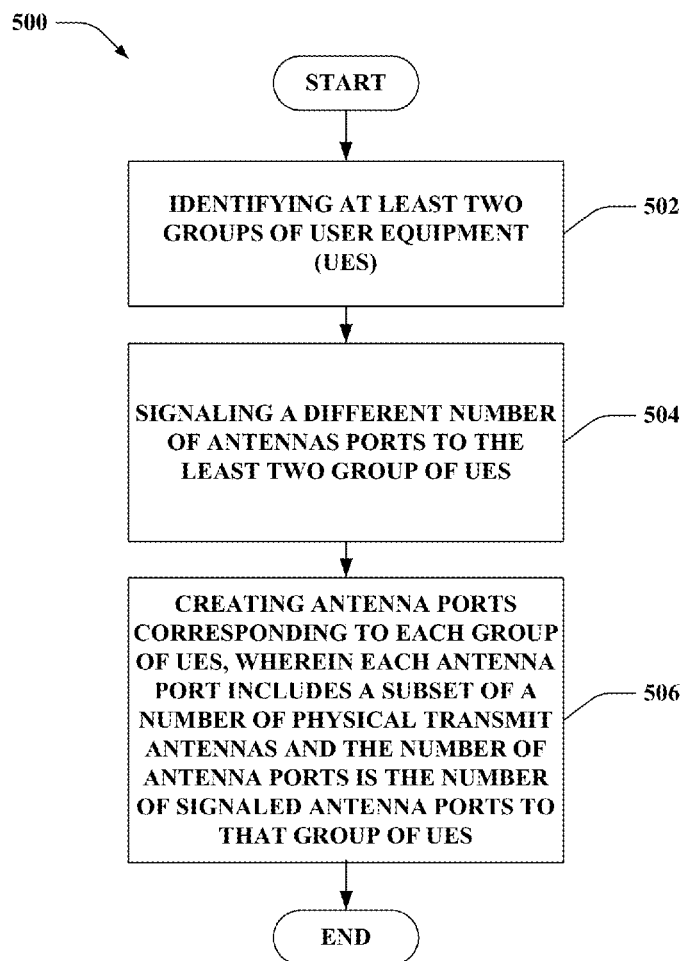 500
START
IDENTIFYING AT LEAST TWO
GROUPS OF USER EQUIPMENT
(UES)
502
SIGNALING A DIFFERENT NUMBER
OF ANTENNAS PORTS TO THE
LEAST TWO GROUP OF UES
504
CREATING ANTENNA PORTS
CORRESPONDING TO EACH GROUP
OF UES, WHEREIN EACH ANTENNA
PORT INCLUDES A SUBSET OF A
NUMBER OF PHYSICAL TRANSMIT
ANTENNAS AND THE NUMBER OF
ANTENNA PORTS IS THE NUMBER
OF SIGNALED ANTENNA PORTS TO
THAT GROUP OF UES
506
END